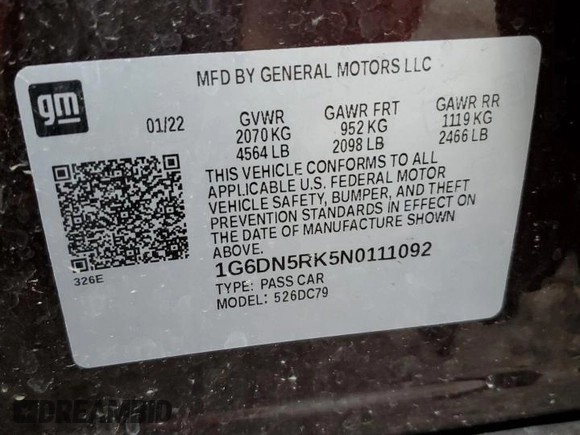 MFD BY GENERAL MOTORS LLC
gm
01/22
GVWR
2070 KG
4564 LB
GAWR FRT
952 KG
2098 LB
GAWR RR
1119 KG
2466 LB
THIS VEHICLE CONFORMS TO ALL
APPLICABLE U.S. FEDERAL MOTOR
VEHICLE SAFETY, BUMPER, AND THEFT
PREVENTION STANDARDS IN EFFECT ON
THE DATE OF MANUFACTURE SHOWN
ABOVE.
326E
1G6DN5RK5N0111092
TYPE: PASS CAR
MODEL: 526DC79
DREAMBID